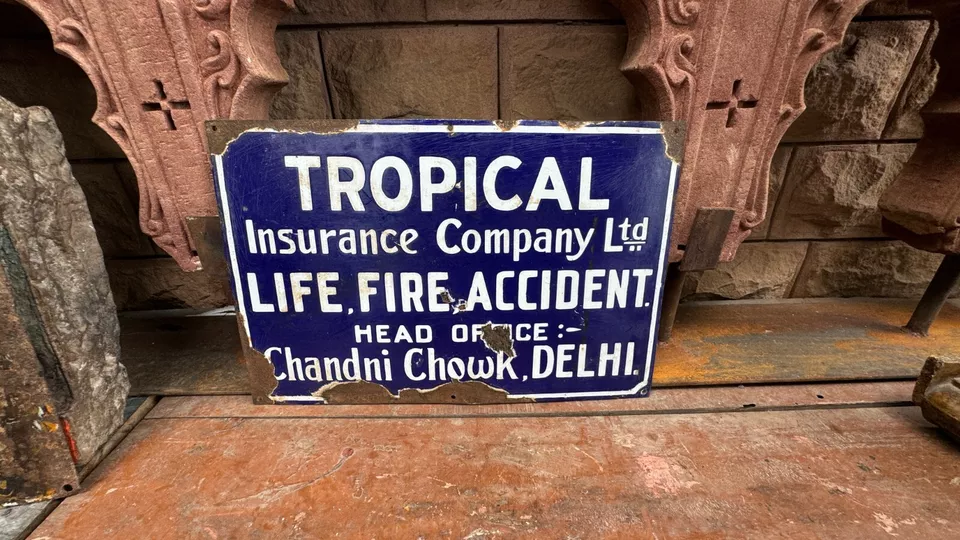 TROPICAL
Insurance Company Ltd
LIFE, FIRE, ACCIDENT.
HEAD OFFICE :-
Chandni Chowk, DELHI.